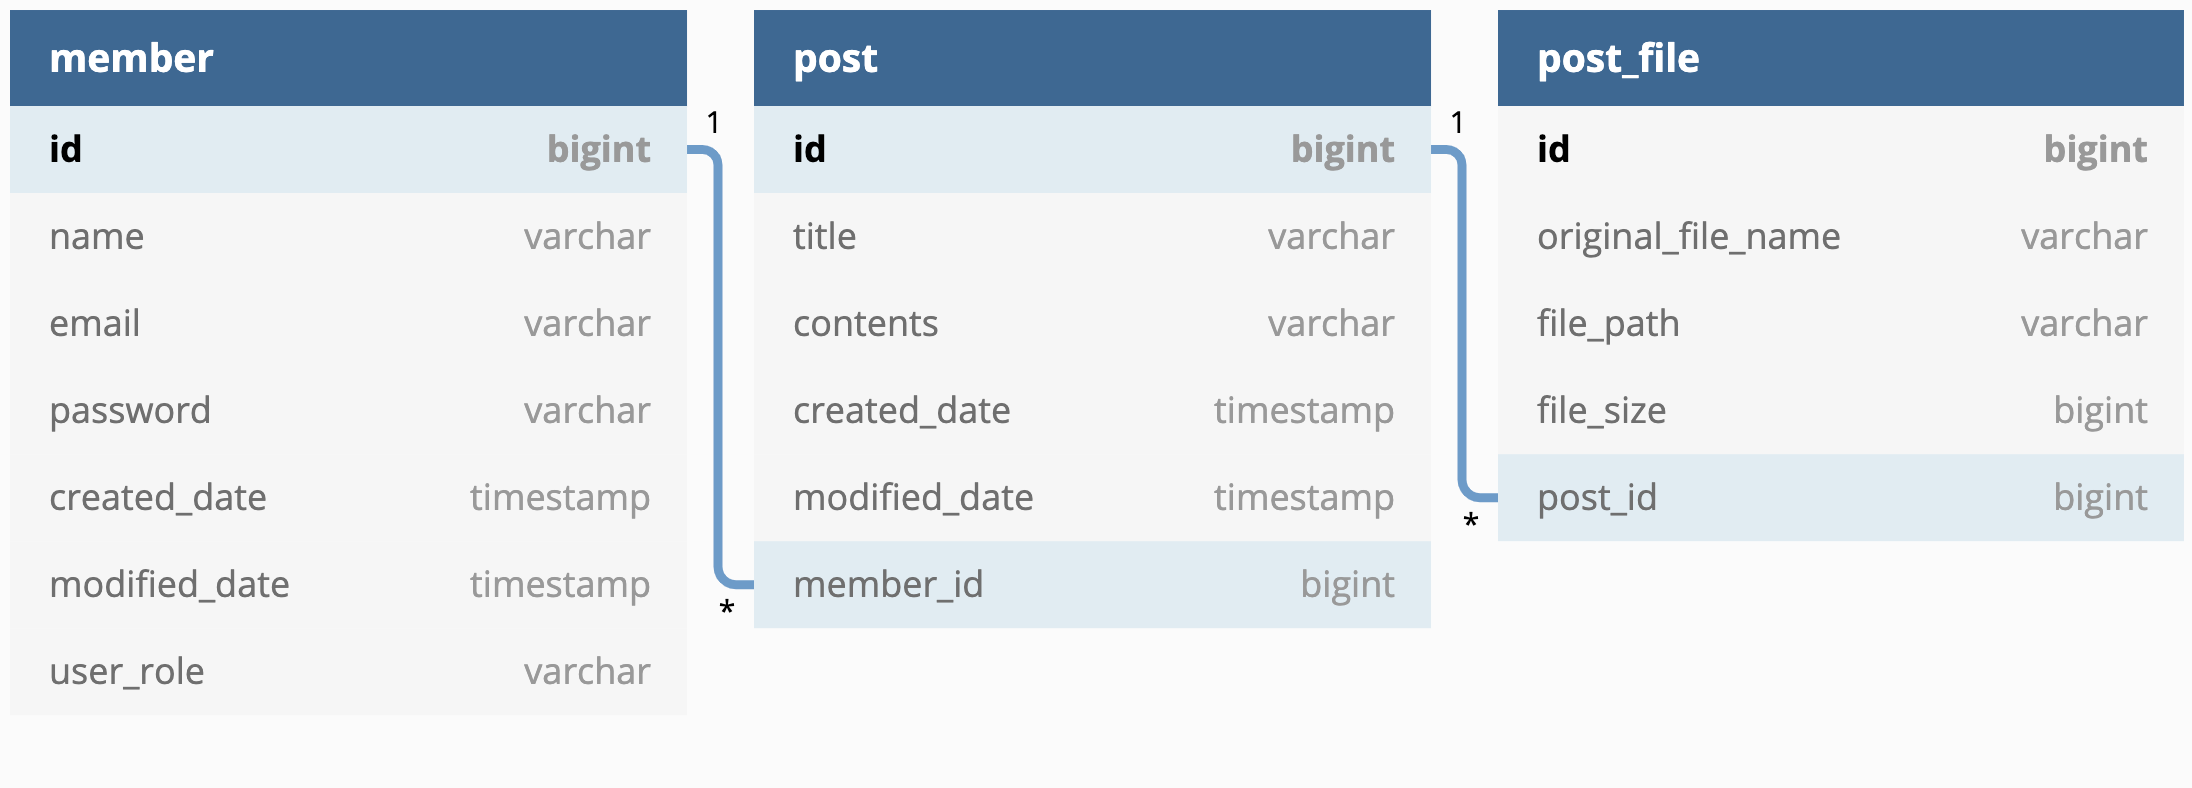 member
id bigint
name varchar
email varchar
password varchar
created_date timestamp
modified_date timestamp
user_role varchar
1
*
post
id bigint
title varchar
contents varchar
created_date timestamp
modified_date timestamp
member_id bigint
1
*
post_file
id bigint
original_file_name varchar
file_path varchar
file_size bigint
post_id bigint